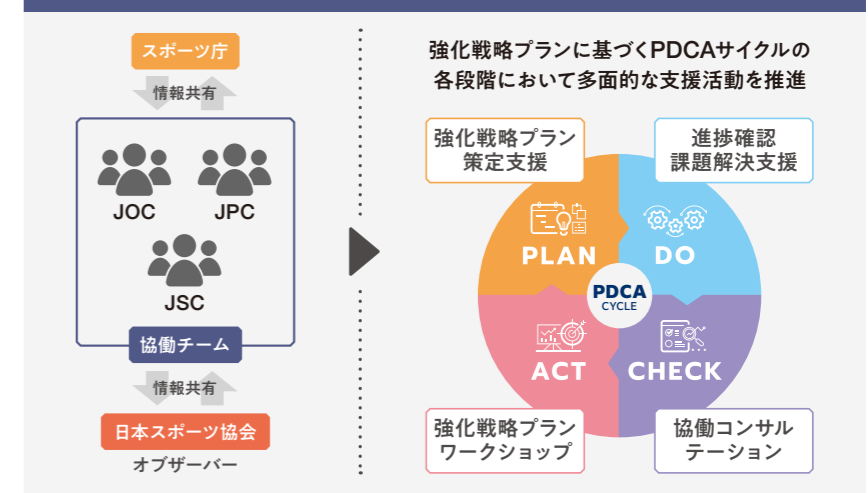 スポーツ庁
情報共有
JOC
JPC
JSC
協働チーム
情報共有
日本スポーツ協会
オブザーバー
強化戦略プランに基づくPDCAサイクルの
各段階において多面的な支援活動を推進
強化戦略プラン
策定支援
進捗確認
課題解決支援
PLAN
DO
PDCA
CYCLE
ACT
CHECK
強化戦略プラン
ワークショップ
協働コンサル
テーション